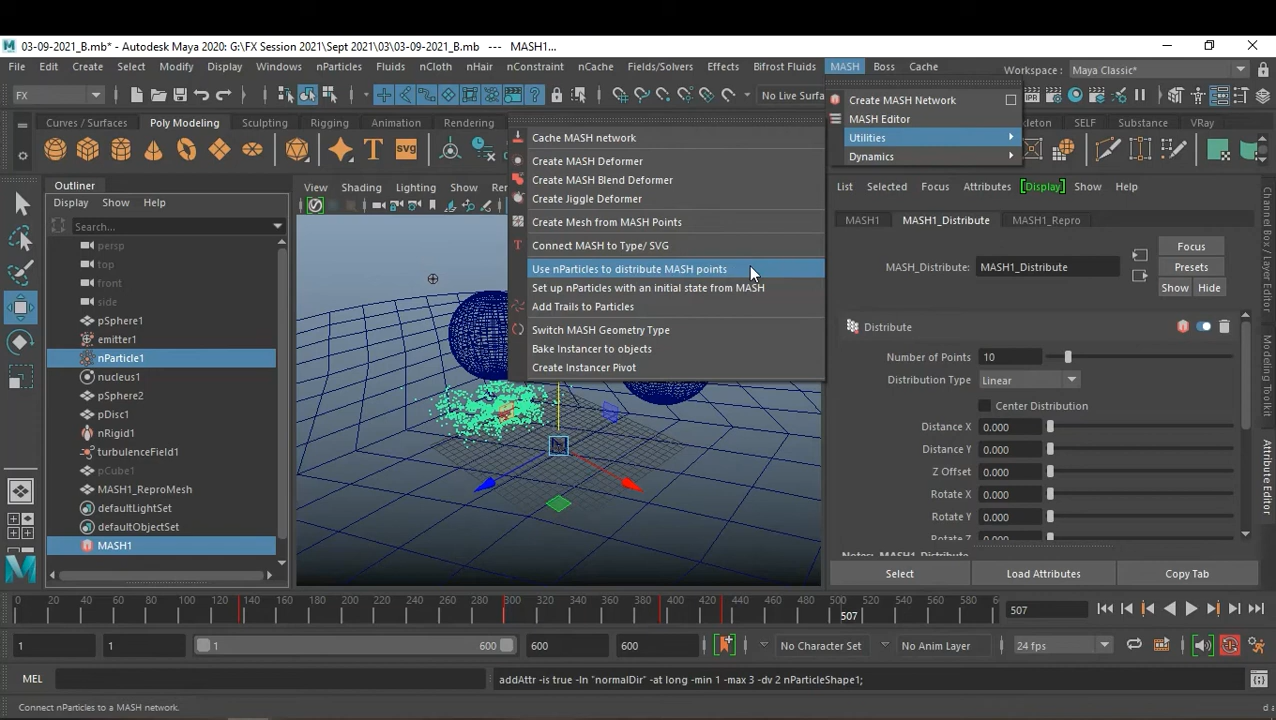 03-09-2021_B.mb* - Autodesk Maya 2020: G:\FX Session 2021\Sept 2021\03\03-09-2021_B.mb --- MASH1...
File Edit Create Select Modify Display Windows nParticles Fluids nCloth nHair nConstraint nCache Fields/Solvers Effects Bifrost Fluids MASH Boss Cache Workspace : Maya Classic*
FX No Live Surfa
Create MASH Network
MASH Editor
Utilities
Dynamics
Curves / Surfaces Poly Modeling Sculpting Rigging Animation Rendering SELF Substance VRay
SVG
Cache MASH network
Create MASH Deformer
Create MASH Blend Deformer
Create Jiggle Deformer
Create Mesh from MASH Points
Connect MASH to Type/ SVG
Use nParticles to distribute MASH points
Set up nParticles with an initial state from MASH
Add Trails to Particles
Switch MASH Geometry Type
Bake Instancer to objects
Create Instancer Pivot
Outliner
Display Show Help
Search...
persp
top
front
side
pSphere1
emitter1
nParticle1
nucleus1
pSphere2
pDisc1
nRigid1
turbulenceField1
pCube1
MASH1_ReproMesh
defaultLightSet
defaultObjectSet
MASH1
View Shading Lighting Show
List Selected Focus Attributes Display Show Help
MASH1 MASH1_Distribute MASH1_Repro
MASH_Distribute: MASH1_Distribute
Focus
Presets
Show Hide
Distribute
Number of Points 10
Distribution Type Linear
Center Distribution
Distance X 0.000
Distance Y 0.000
Z Offset 0.000
Rotate X 0.000
Rotate Y 0.000
Select Load Attributes Copy Tab
Channel Box / Layer Editor
Modeling Toolkit
Attribute Editor
0 20 40 60 80 100 120 140 160 180 200 220 240 260 280 300 320 340 360 380 400 420 440 460 480 500 520 540 560 580
507 507
1 1 1 600 600 600 No Character Set No Anim Layer 24 fps
MEL addAttr -is true -ln "normalDir" -at long -min 1 -max 3 -dv 2 nParticleShape1;
Connect nParticles to a MASH network.